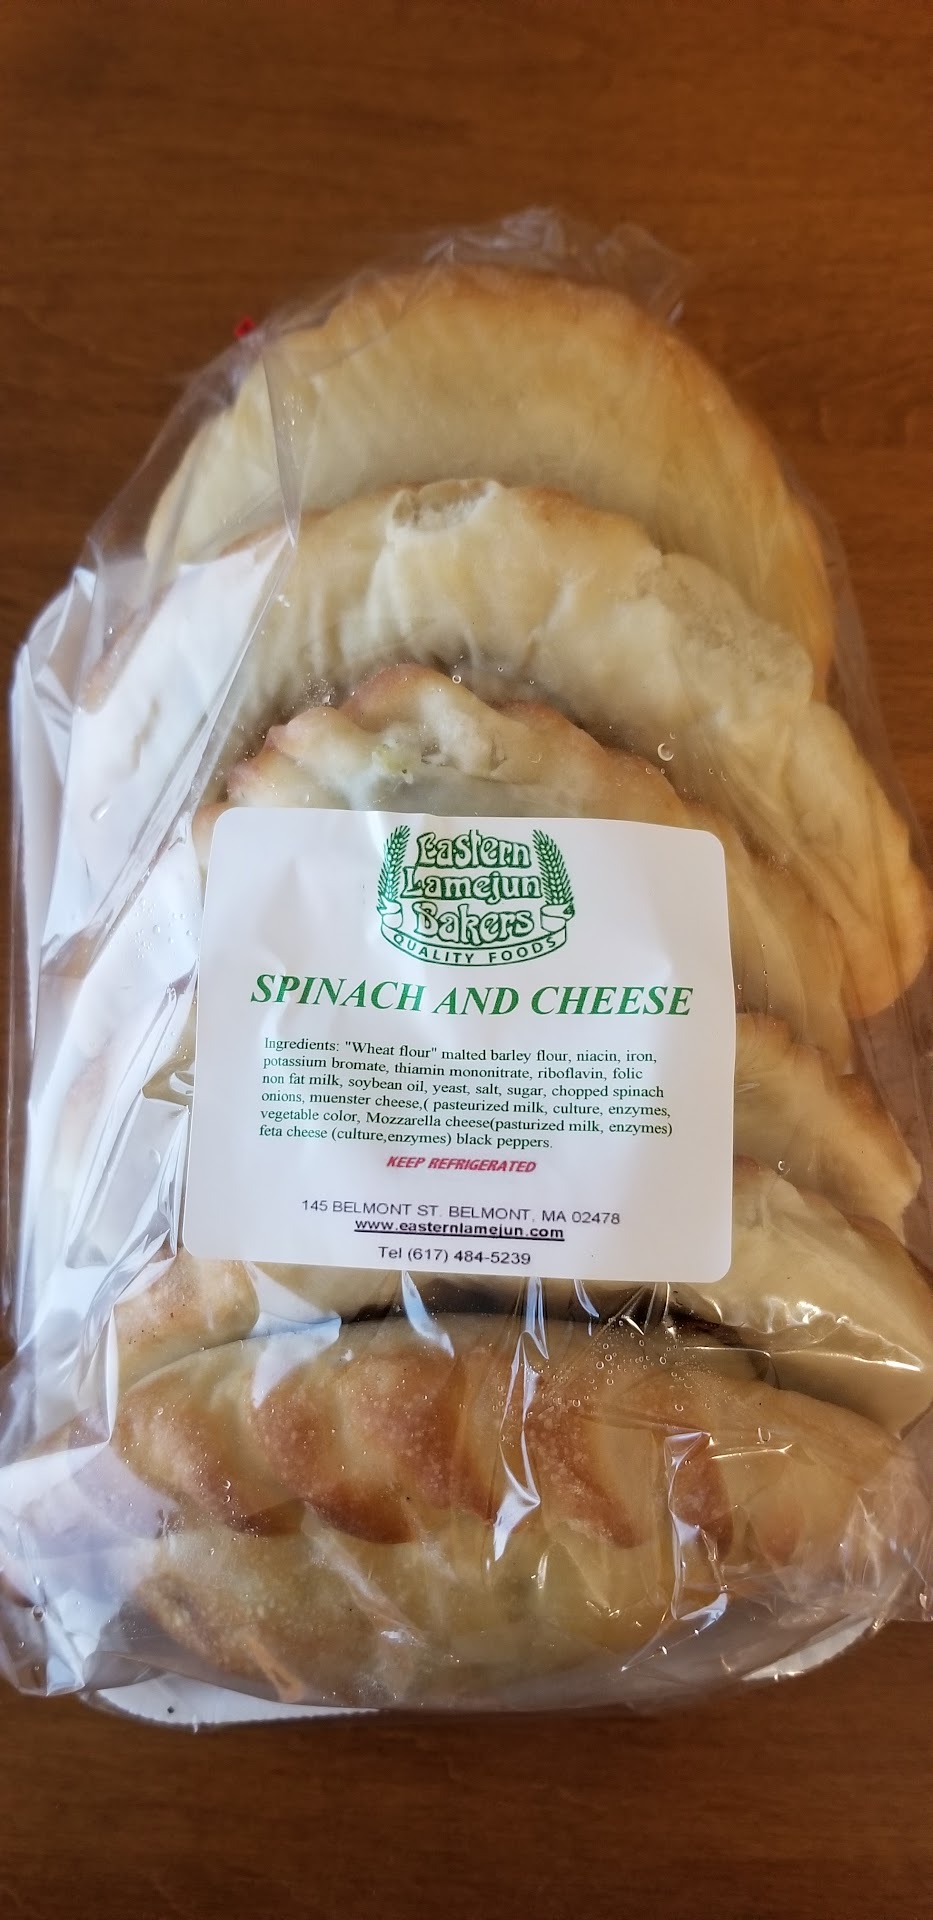 Eastern
Lamejun
Bakers
QUALITY FOODS
SPINACH AND CHEESE
Ingredients: "Wheat flour" malted barley flour, niacin, iron,
potassium bromate, thiamin mononitrate, riboflavin, folic
non fat milk, soybean oil, yeast, salt, sugar, chopped spinach
onions, muenster cheese,( pasteurized milk, culture, enzymes,
vegetable color, Mozzarella cheese(pasturized milk, enzymes)
feta cheese (culture,enzymes) black peppers.
KEEP REFRIGERATED
145 BELMONT ST. BELMONT, MA 02478
www.easternlamejun.com
Tel (617) 484-5239